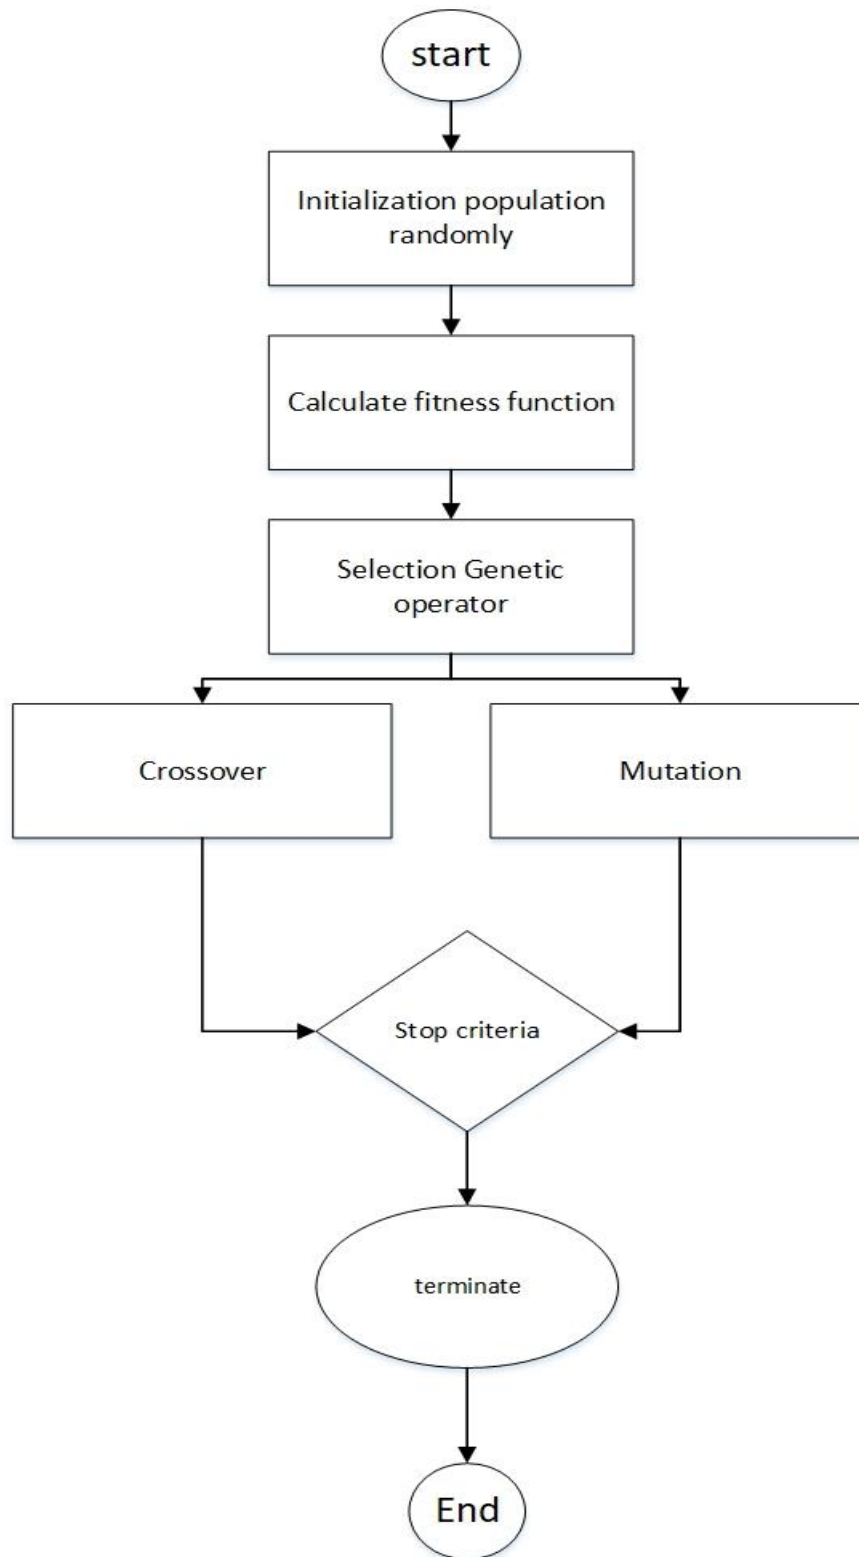 start
Initialization population
randomly
Calculate fitness function
Selection Genetic
operator
Crossover
Mutation
Stop criteria
terminate
End